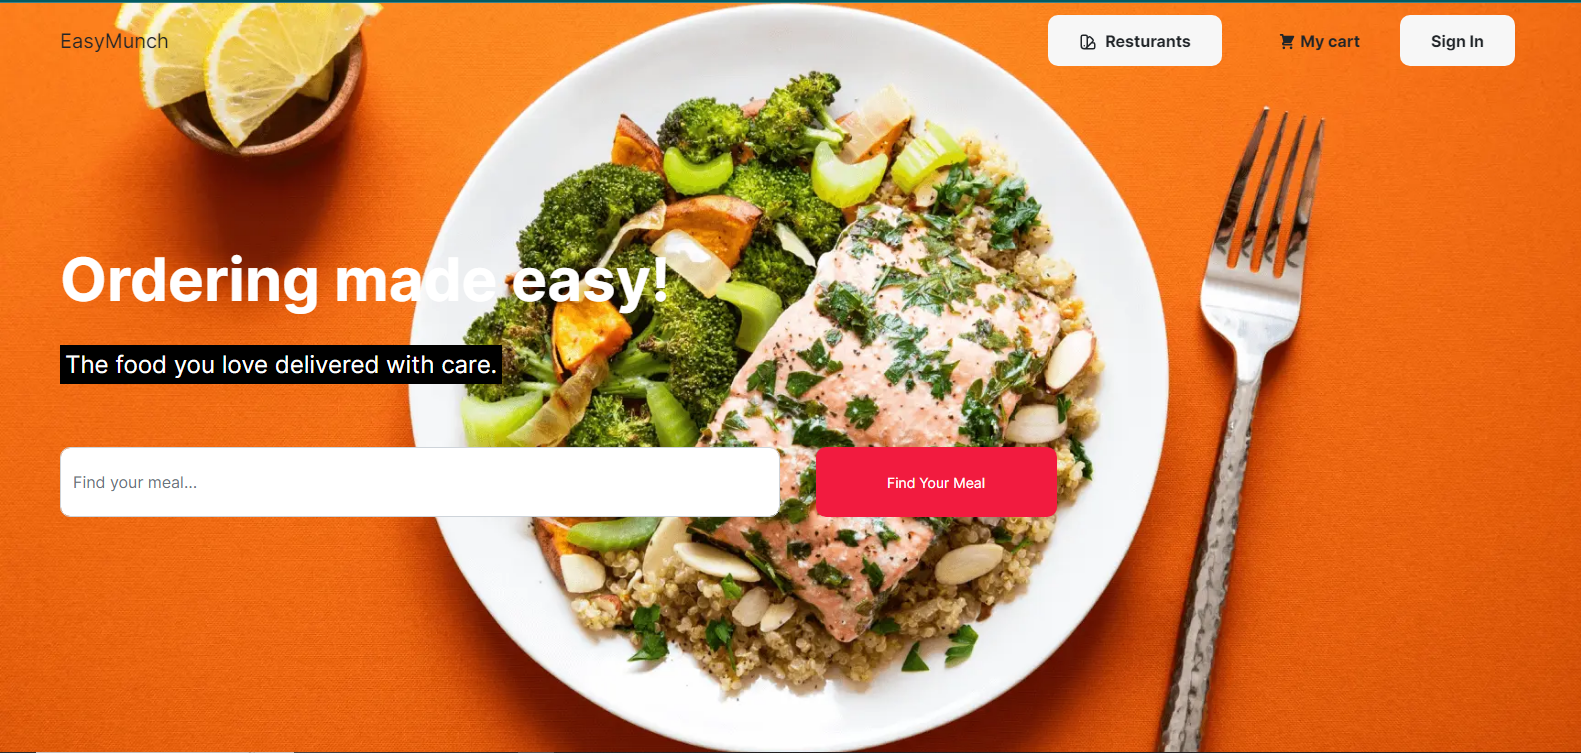 EasyMunch
Resturants
My cart
Sign In
Ordering made easy!
The food you love delivered with care.
Find your meal...
Find Your Meal